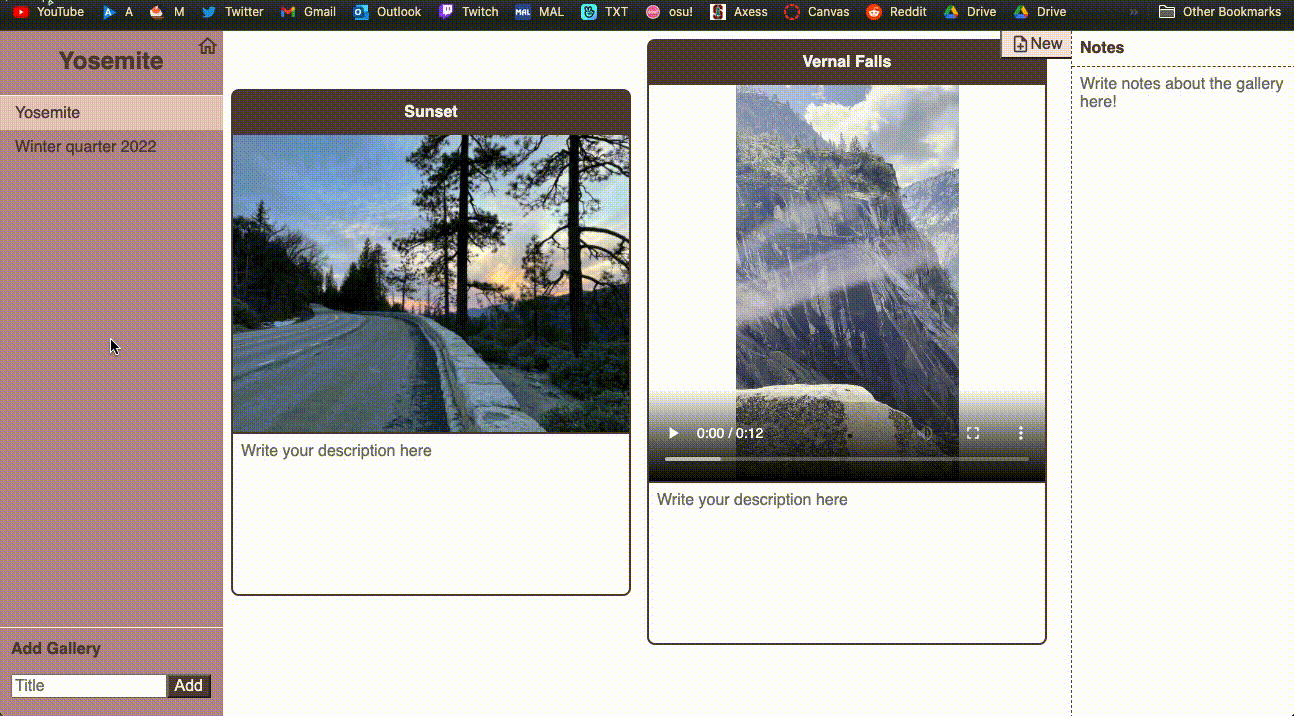 YouTube A M Twitter Gmail Outlook Twitch MAL MAL TXT osu! Axess Canvas Reddit Drive Drive » Other Bookmarks
Yosemite
Yosemite
Winter quarter 2022
Add Gallery
Title Add
Sunset
Write your description here
Vernal Falls
0:00 / 0:12
Write your description here
New
Notes
Write notes about the gallery
here!